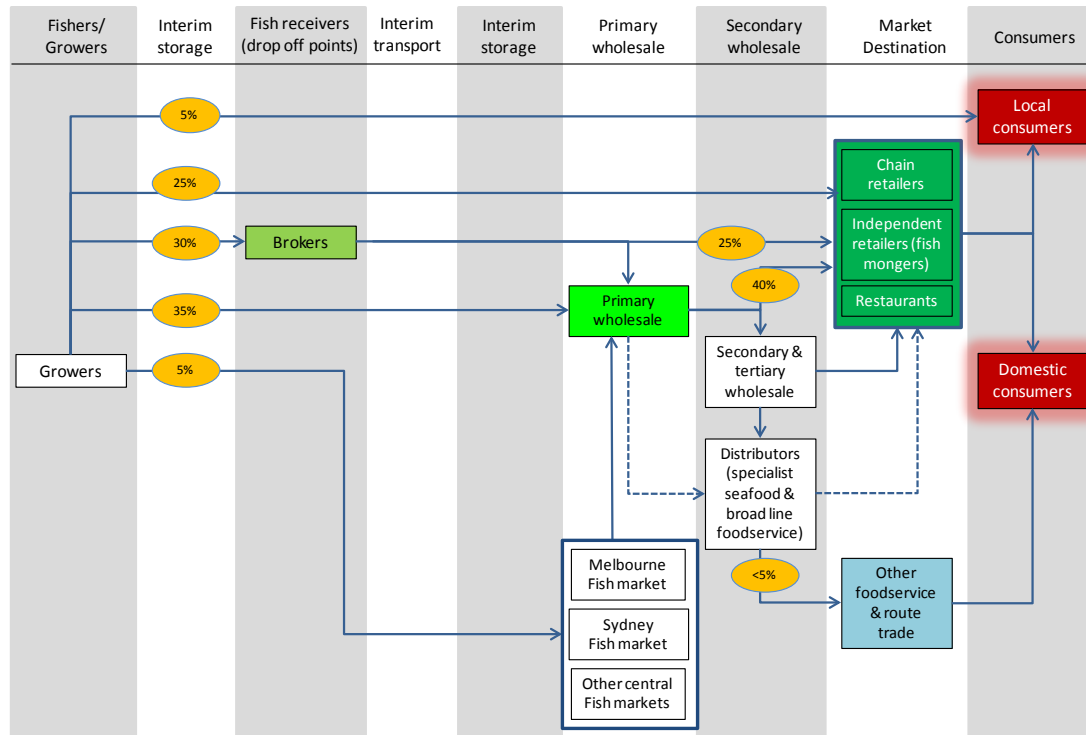 Fishers/
Growers
Interim
storage
Fish receivers
(drop off points)
Interim
transport
Interim
storage
Primary
wholesale
Secondary
wholesale
Market
Destination
Consumers
5%
Local
consumers
Chain
retailers
25%
30%
Brokers
25%
Independent
retailers (fish
mongers)
40%
Restaurants
35%
Primary
wholesale
Growers
5%
Secondary &
tertiary
wholesale
Domestic
consumers
Distributors
(specialist
seafood &
broad line
foodservice)
Melbourne
Fish market
<5%
Other
foodservice
& route
trade
Sydney
Fish market
Other central
Fish markets